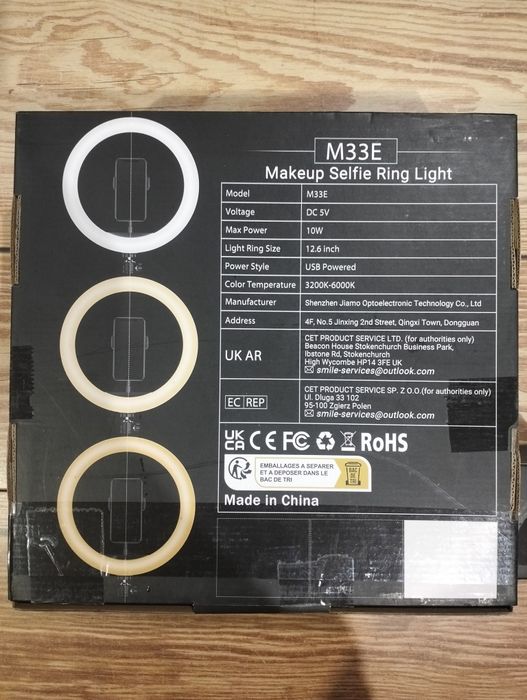 M33E
Makeup Selfie Ring Light
Model M33E
Voltage DC 5V
Max Power 10W
Light Ring Size 12.6 inch
Power Style USB Powered
Color Temperature 3200K-6000K
Manufacturer Shenzhen Jiamo Optoelectronic Technology Co., Ltd
Address 4F, No.5 Jinxing 2nd Street, Qingxi Town, Dongguan
UK AR
CET PRODUCT SERVICE LTD. (for authorities only)
Beacon House Stokenchurch Business Park,
Ibstone Rd, Stokenchurch
High Wycombe HP14 3FE UK
smile-services@outlook.com
EC REP
CET PRODUCT SERVICE SP. Z O.O.(for authorities only)
Ul. Dluga 33 102
95-100 Zgierz Polen
smile-services@outlook.com
UK CA CE FC RoHS
EMBALLAGES A SEPARER
ET A DEPOSER DANS LE
BAC DE TRI
BAC
DE TRI
Made in China